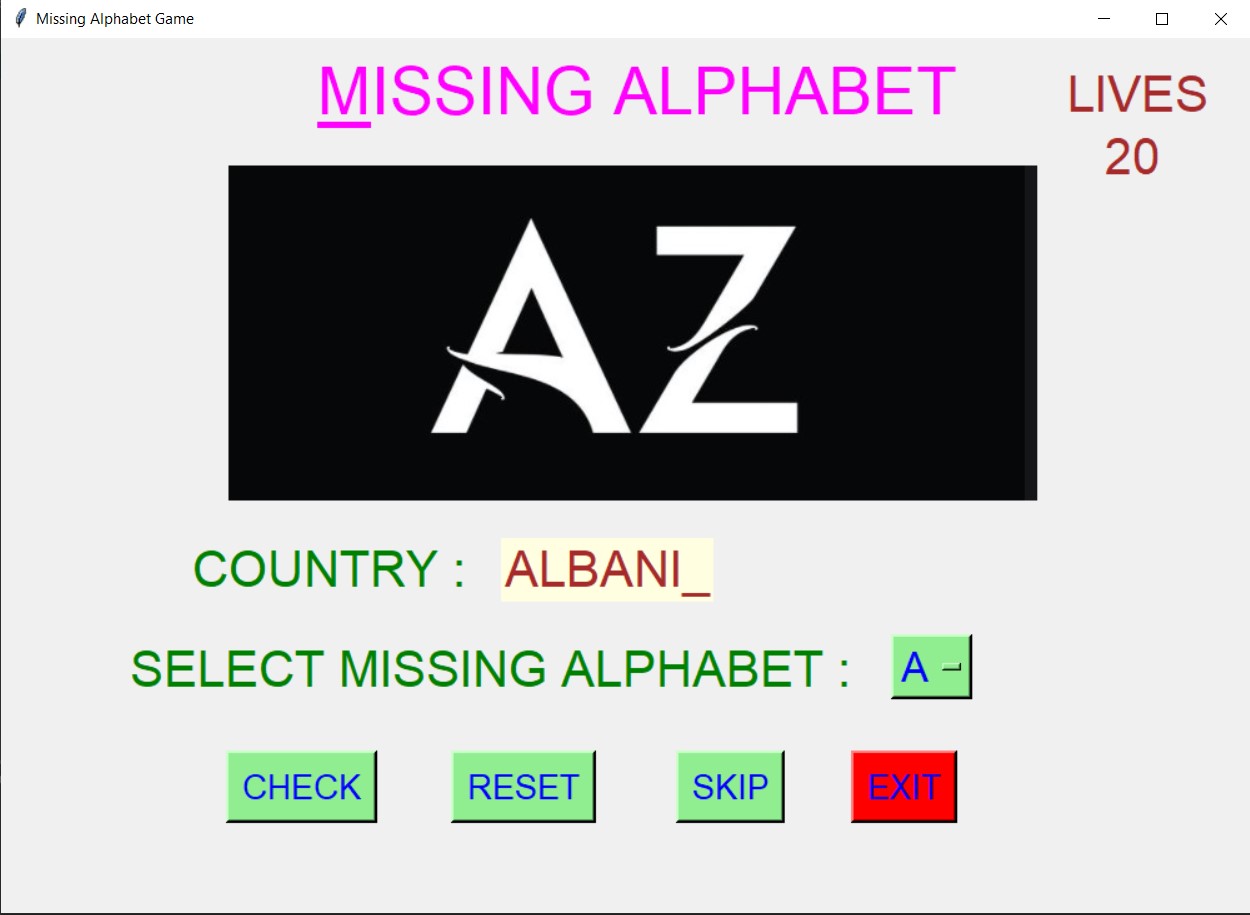 Missing Alphabet Game
MISSING ALPHABET
LIVES
20
AZ
COUNTRY : ALBANI_
SELECT MISSING ALPHABET : A
CHECK RESET SKIP EXIT